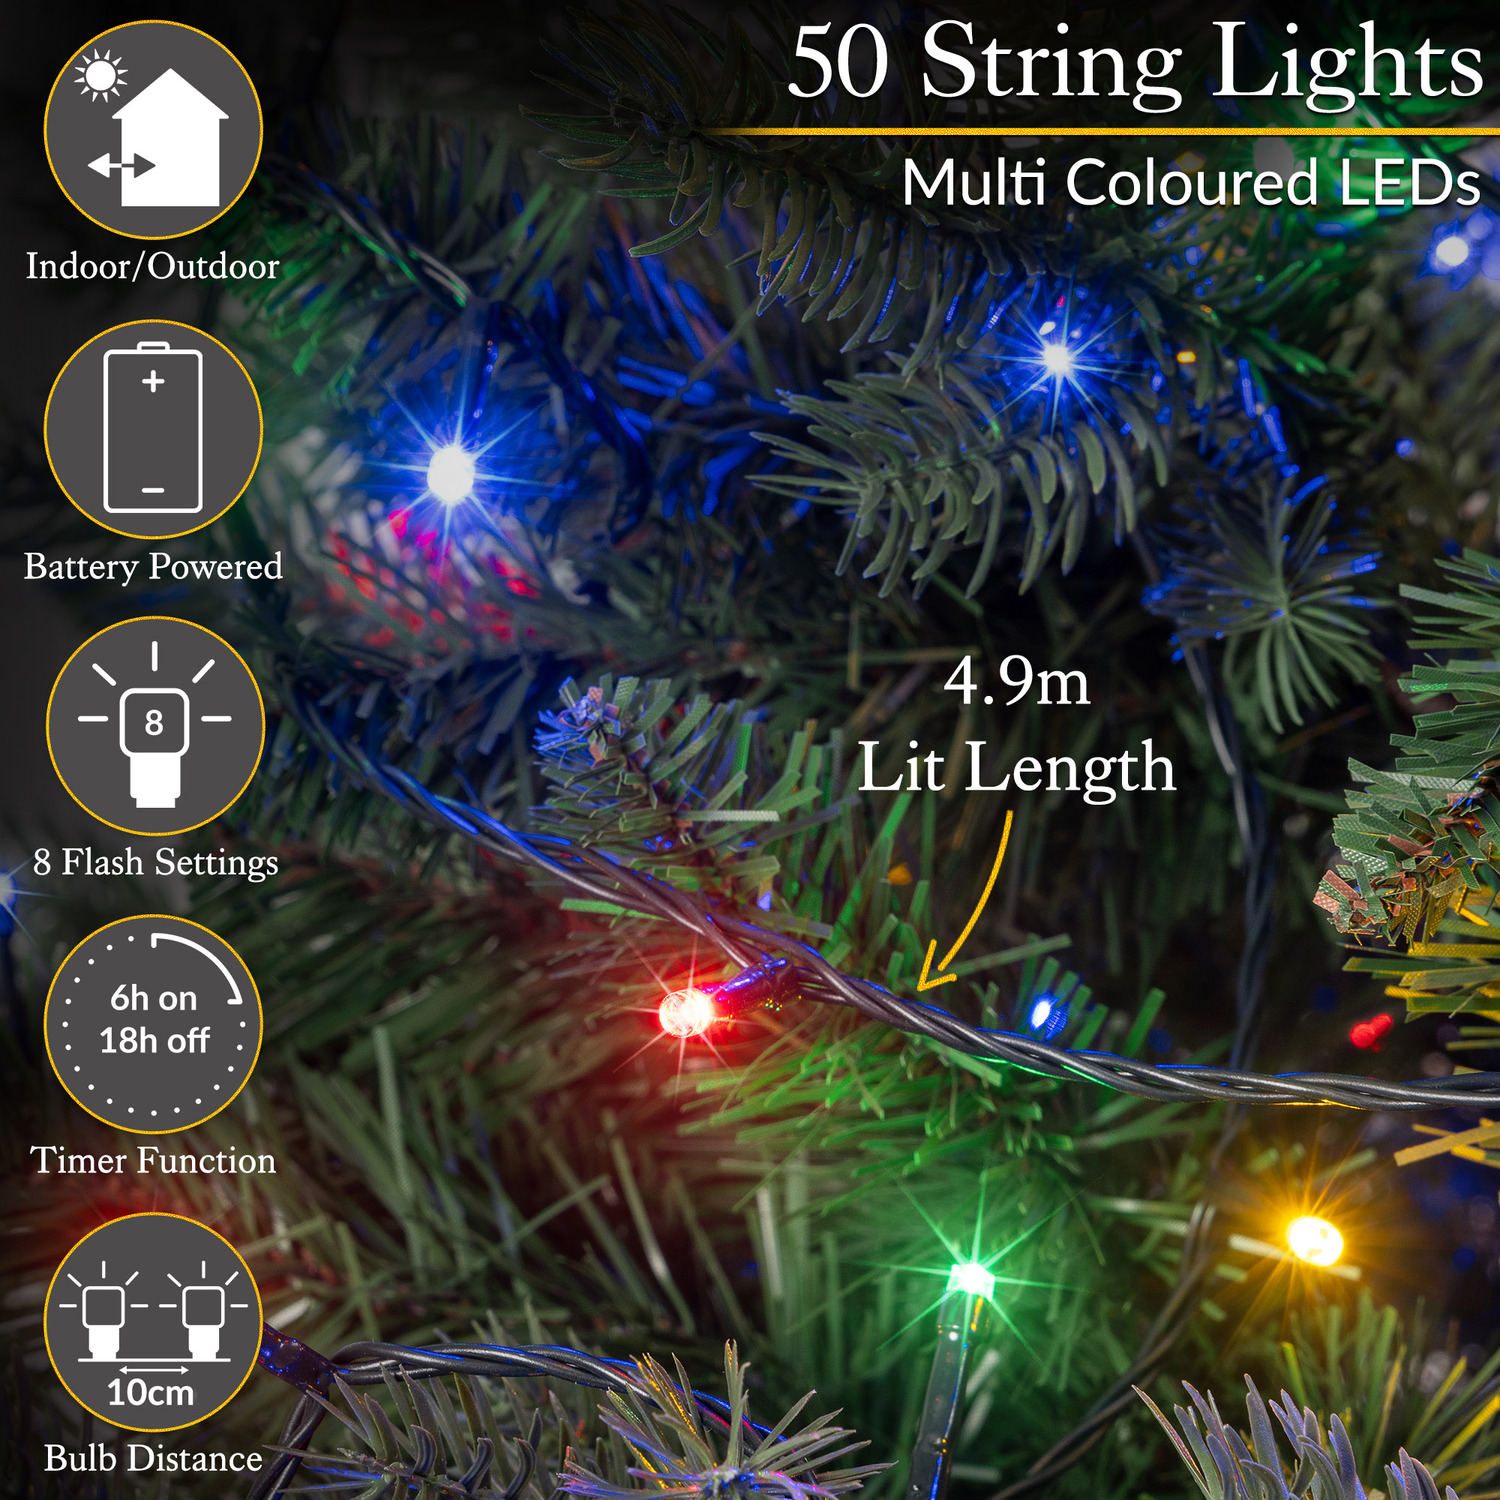 50 String Lights
Multi Coloured LEDs
Indoor/Outdoor
+
-
Battery Powered
8
8 Flash Settings
6h on
18h off
Timer Function
10cm
Bulb Distance
4.9m
Lit Length